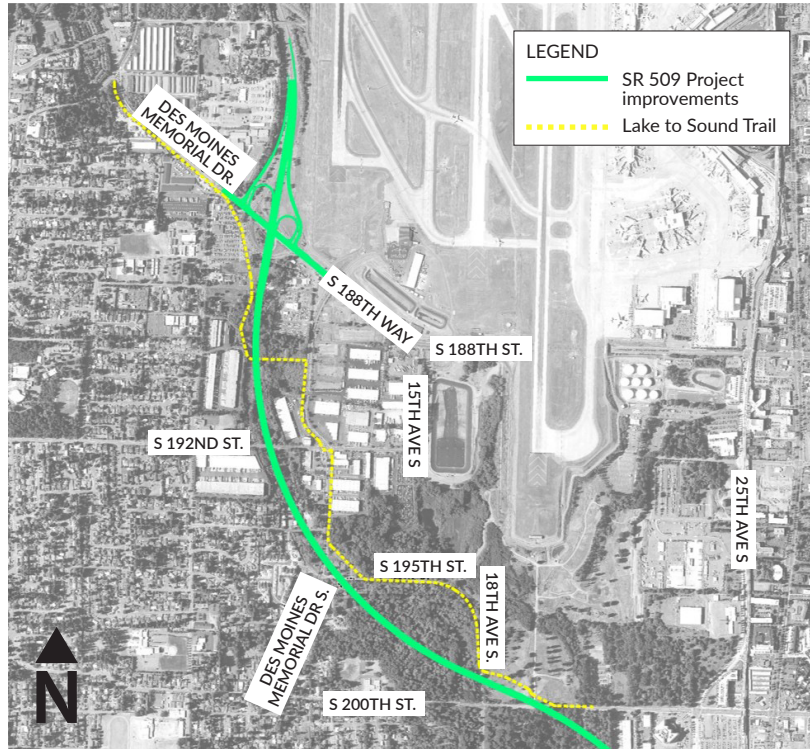 LEGEND
SR 509 Project
improvements
Lake to Sound Trail
DES MOINES
MEMORIAL DR.
S 188TH WAY
S 188TH ST.
15TH AVE S
S 192ND ST.
25TH AVE S
S 195TH ST.
18TH AVE S
DES MOINES
MEMORIAL DR S.
S 200TH ST.
N